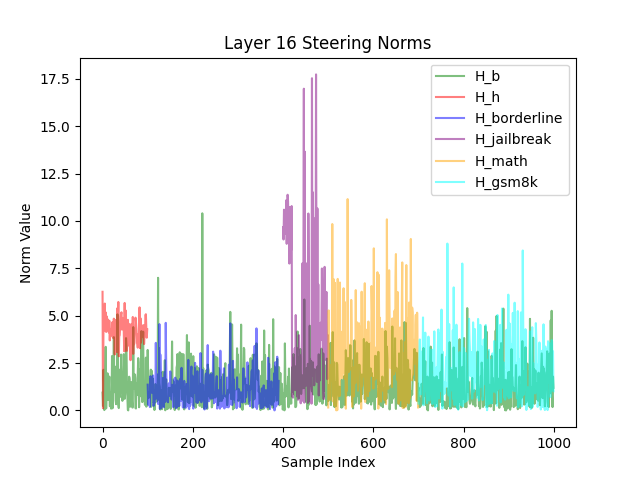 Layer 16 Steering Norms
Norm Value
17.5
15.0
12.5
10.0
7.5
5.0
2.5
0.0
H_b
H_h
H_borderline
H_jailbreak
H_math
H_gsm8k
0
200
400
600
800
1000
Sample Index